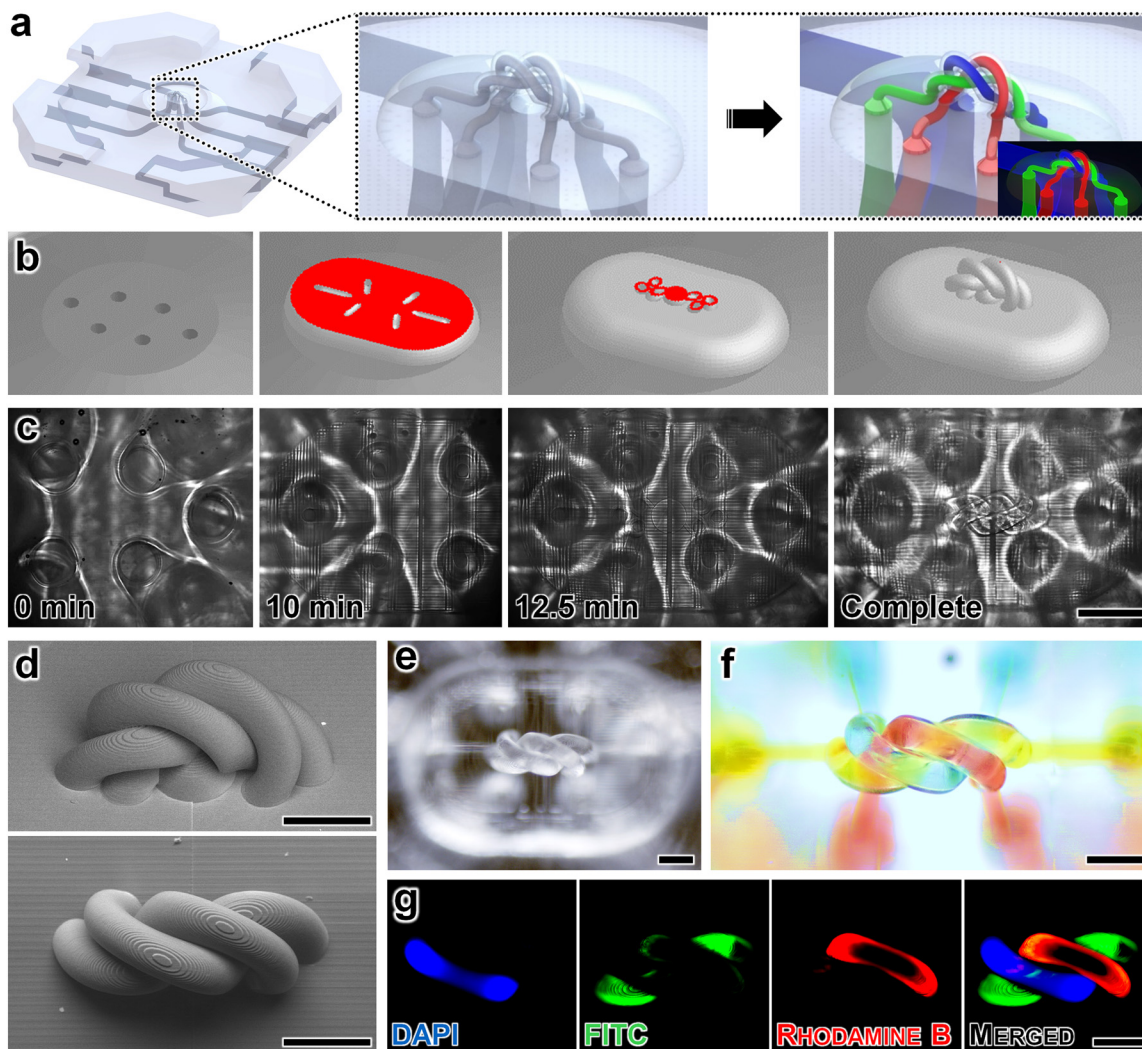 a
b
c
0 min
10 min
12.5 min
Complete
d
e
f
g
DAPI
FITC
RHODAMINE B
MERGED